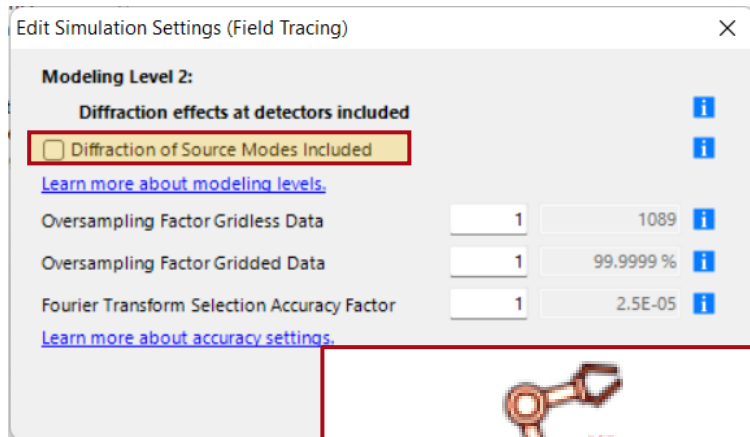 Edit Simulation Settings (Field Tracing)
Modeling Level 2:
Diffraction effects at detectors included
Diffraction of Source Modes Included
Learn more about modeling levels.
Oversampling Factor Gridless Data 1 1089
Oversampling Factor Gridded Data 1 99.9999 %
Fourier Transform Selection Accuracy Factor 1 2.5E-05
Learn more about accuracy settings.